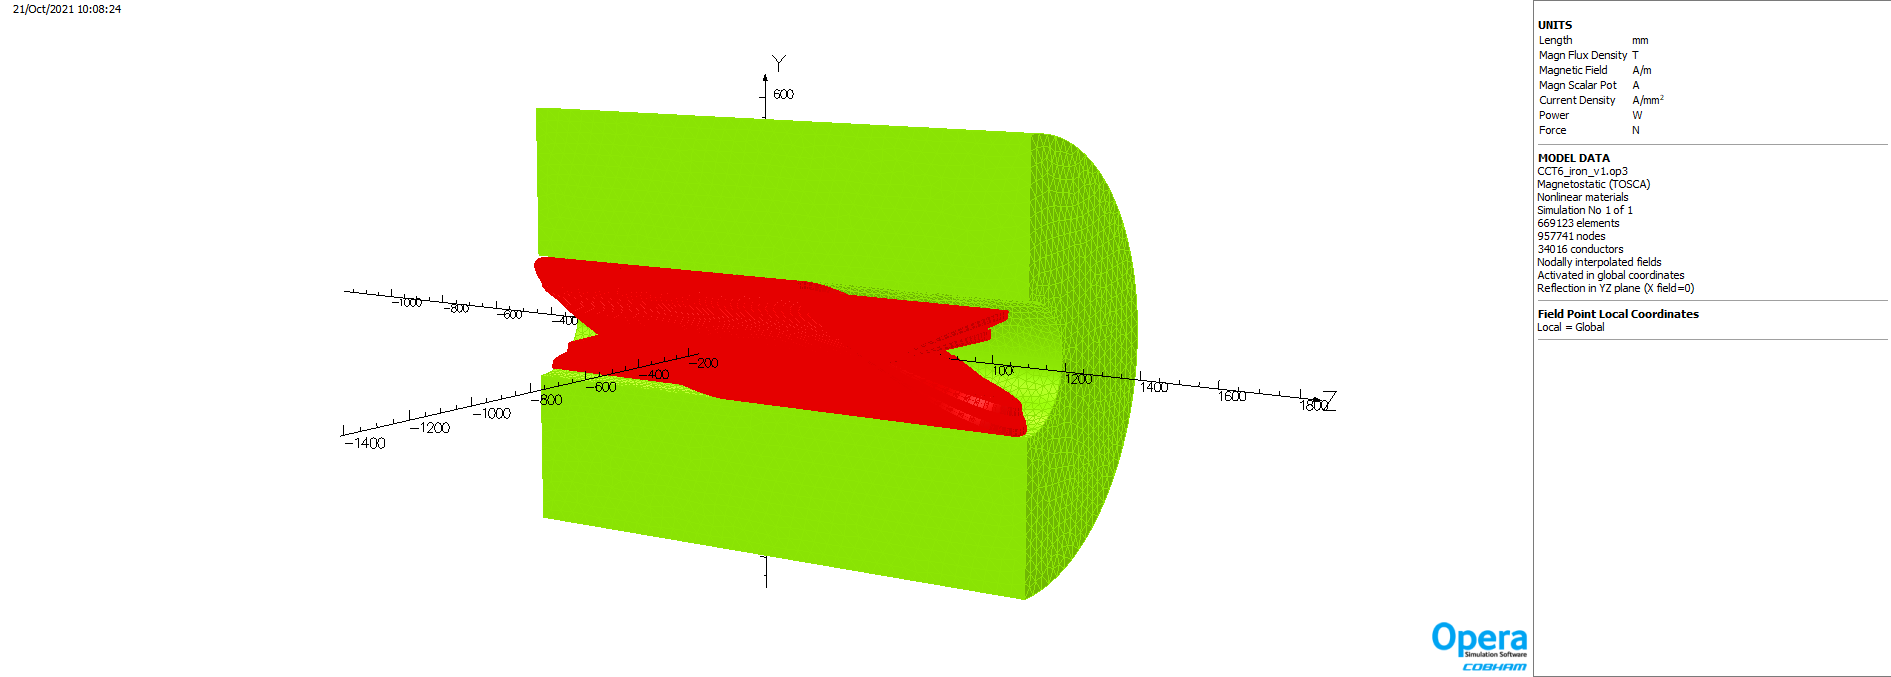 21/Oct/2021 10:08:24
Y
600
-1000
-800
-600
-400
-200
-400
-600
-800
-1000
-1200
-1400
100
1200
1400
1600
1800
Z
UNITS
Length mm
Magn Flux Density T
Magnetic Field A/m
Magn Scalar Pot A
Current Density A/mm²
Power W
Force N
MODEL DATA
CCT6_iron_v1.op3
Magnetostatic (TOSCA)
Nonlinear materials
Simulation No 1 of 1
669123 elements
957741 nodes
34016 conductors
Nodally interpolated fields
Activated in global coordinates
Reflection in YZ plane (X field=0)
Field Point Local Coordinates
Local = Global
Opera
Simulation Software
COBHAM